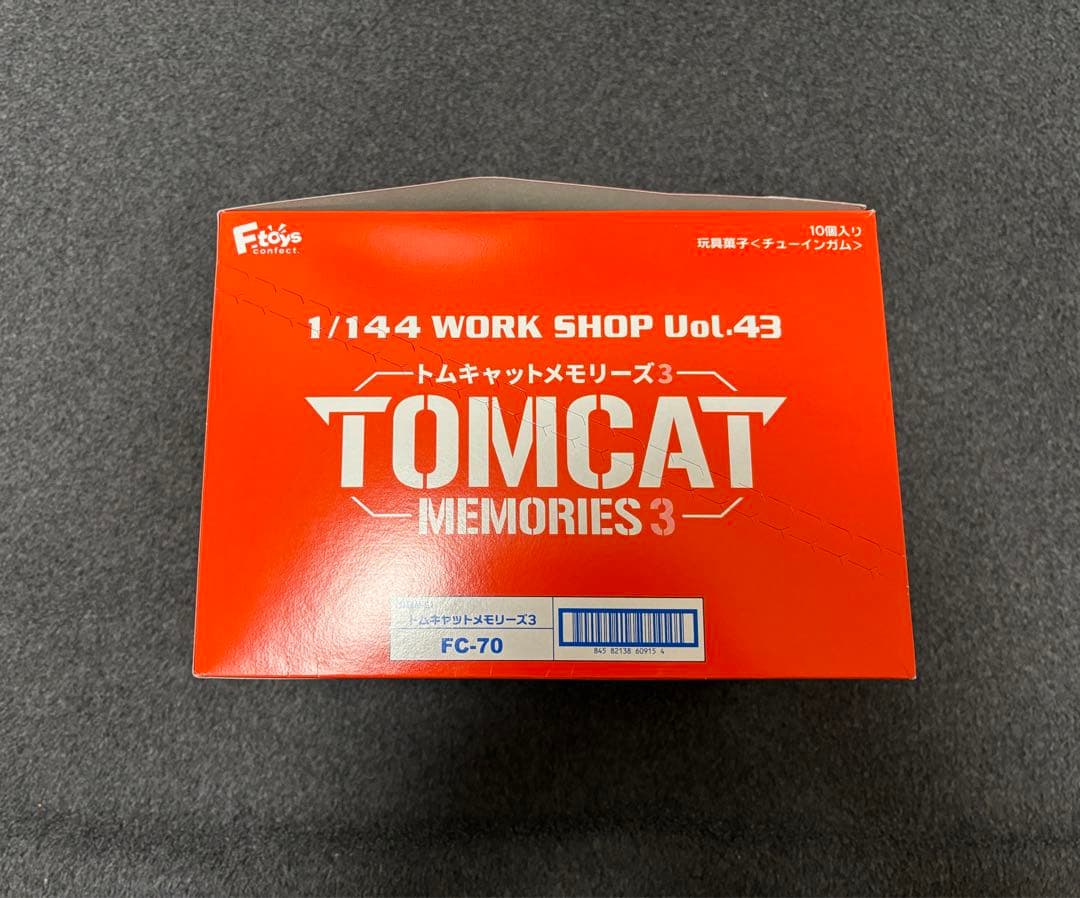 F-toys
confect.
10個入り
玩具菓子<チューインガム>
1/144 WORK SHOP Vol.43
トムキャットメモリーズ3
TOMCAT
MEMORIES 3
トムキャットメモリーズ3
FC-70
845 82138 60915 4